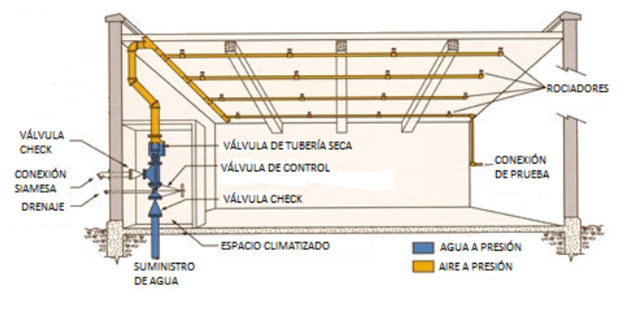 ROCIADORES
VÁLVULA
CHECK
VÁLVULA DE TUBERÍA SECA
CONEXIÓN
DE PRUEBA
CONEXIÓN
SIAMESA
VÁLVULA DE CONTROL
DRENAJE
VÁLVULA CHECK
ESPACIO CLIMATIZADO
AGUA A PRESIÓN
SUMINISTRO
DE AGUA
AIRE A PRESIÓN